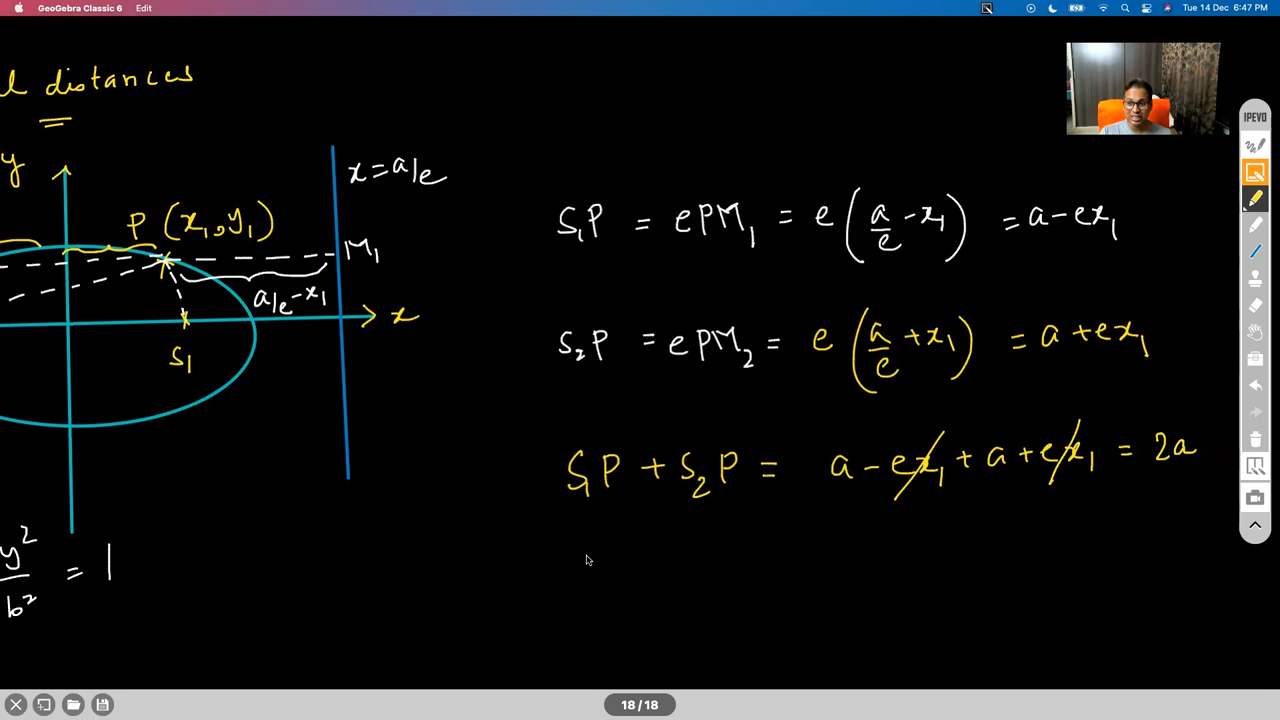 GeoGebra Classic 6 Edit Tue 14 Dec 6:47 PM
l distances
IPEVO
y
x = a/e
P (x₁, y₁)
M₁
a/e - x₁
x
S₁
y²/b² = 1
S₁P = ePM₁ = e(a/e - x₁) = a - ex₁
S₂P = ePM₂ = e(a/e + x₁) = a + ex₁
S₁P + S₂P = a - ex₁ + a + ex₁ = 2a
18 / 18